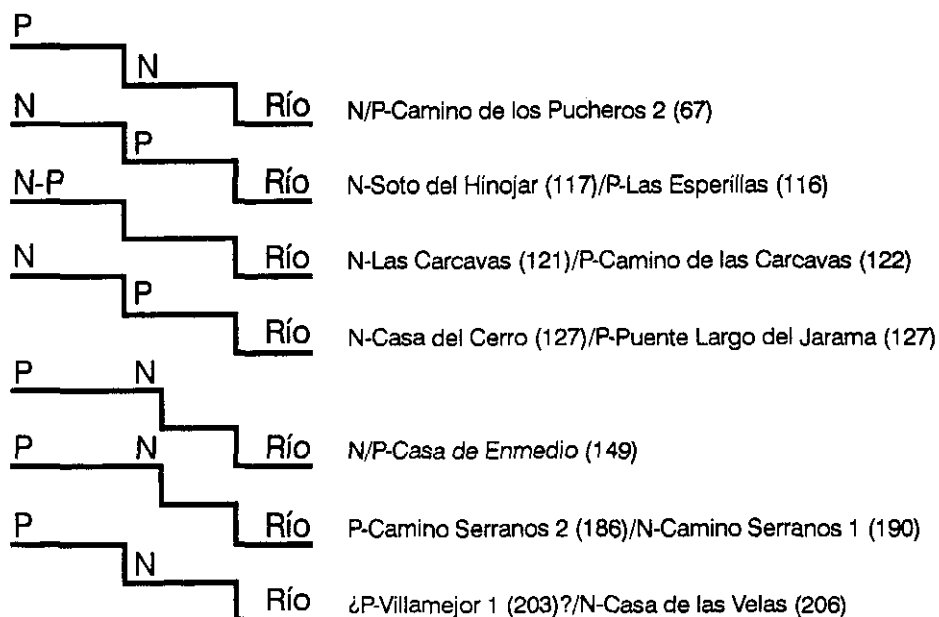 P
N
Río N/P-Camino de los Pucheros 2 (67)
N
P
Río N-Soto del Hinojar (117)/P-Las Esperillas (116)
N-P
Río N-Las Carcavas (121)/P-Camino de las Carcavas (122)
N
P
Río N-Casa del Cerro (127)/P-Puente Largo del Jarama (127)
P N
Río N/P-Casa de Enmedio (149)
P N
Río P-Camino Serranos 2 (186)/N-Camino Serranos 1 (190)
P
N
Río ¿P-Villamejor 1 (203)?/N-Casa de las Velas (206)